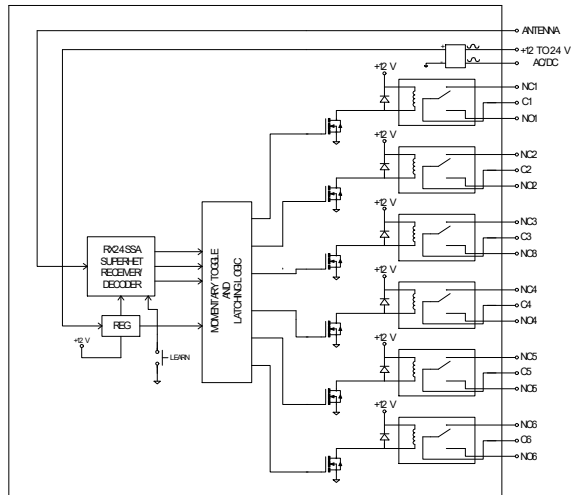 ANTENNA
+12 TO 24 V
AC/DC
+
-
+12 V
NC1
C1
NO1
+12 V
NC2
C2
NO2
+12 V
NC3
C3
NO3
+12 V
NC4
C4
NO4
+12 V
NC5
C5
NO5
+12 V
NO6
C6
NO6
RX24SSA
SUPERHET
RECEIVER/
DECODER
MOMENTARY TOGGLE
AND
LATCHING LOGIC
REG
+12 V
LEARN